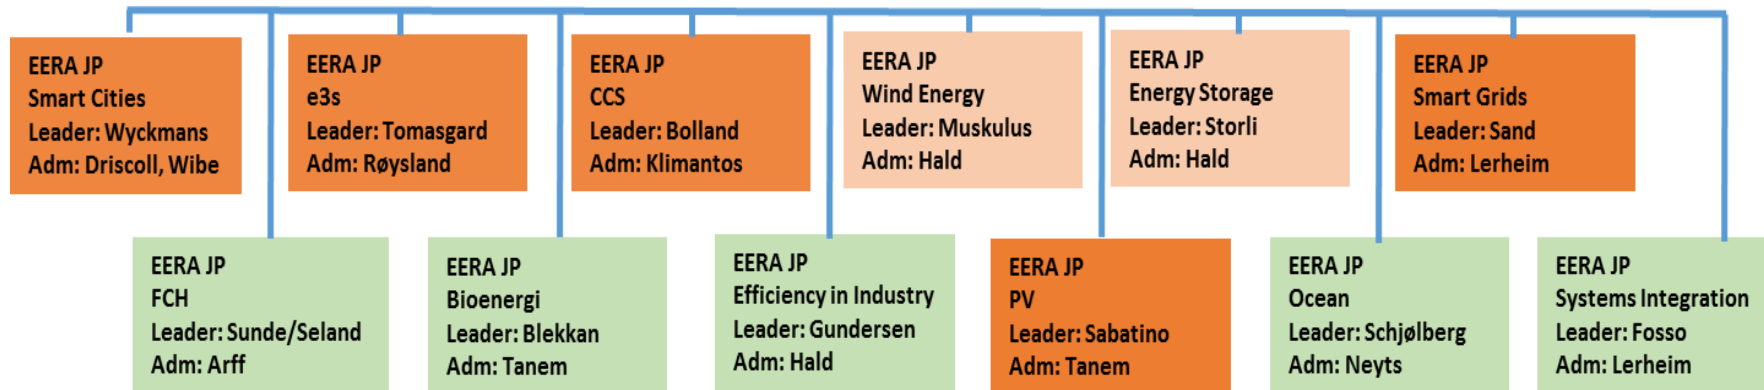 EERA JP
Smart Cities
Leader: Wyckmans
Adm: Driscoll, Wibe
EERA JP
e3s
Leader: Tomasgard
Adm: Røysland
EERA JP
CCS
Leader: Bolland
Adm: Klimantos
EERA JP
Wind Energy
Leader: Muskulus
Adm: Hald
EERA JP
Energy Storage
Leader: Storli
Adm: Hald
EERA JP
Smart Grids
Leader: Sand
Adm: Lerheim
EERA JP
FCH
Leader: Sunde/Seland
Adm: Arff
EERA JP
Bioenergi
Leader: Blekkan
Adm: Tanem
EERA JP
Efficiency in Industry
Leader: Gundersen
Adm: Hald
EERA JP
PV
Leader: Sabatino
Adm: Tanem
EERA JP
Ocean
Leader: Schjølberg
Adm: Neyts
EERA JP
Systems Integration
Leader: Fosso
Adm: Lerheim